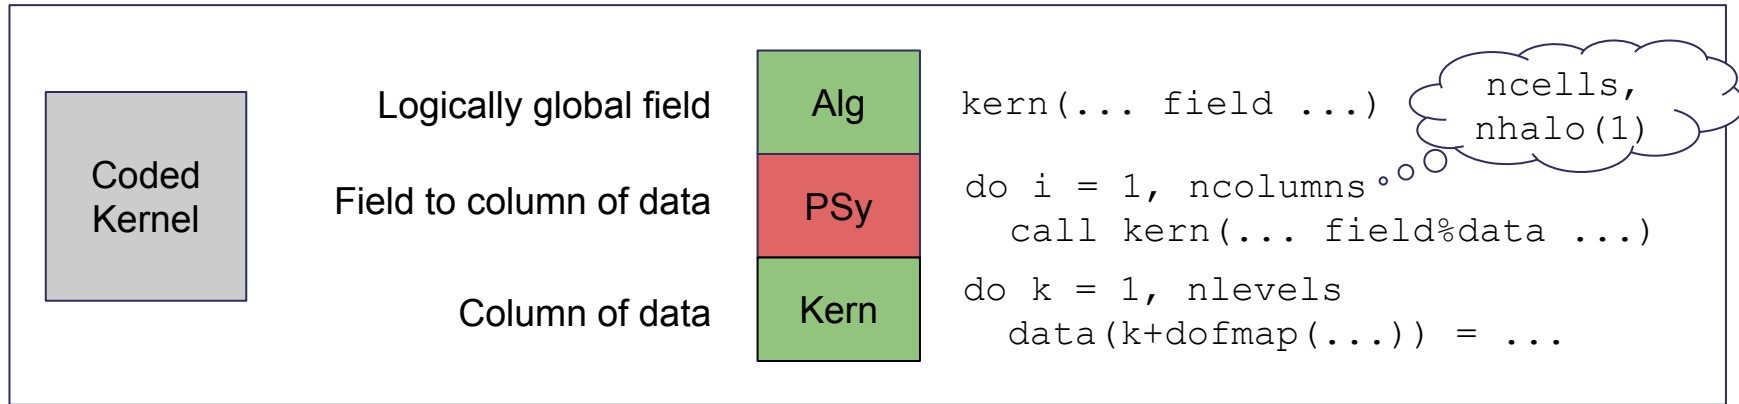 Coded
Kernel
Logically global field
Alg
kern(... field ...)
ncells,
nhalo(1)
Field to column of data
PSy
do i = 1, ncolumns
call kern(... field%data ...)
Column of data
Kern
do k = 1, nlevels
data(k+dofmap(...)) = ...